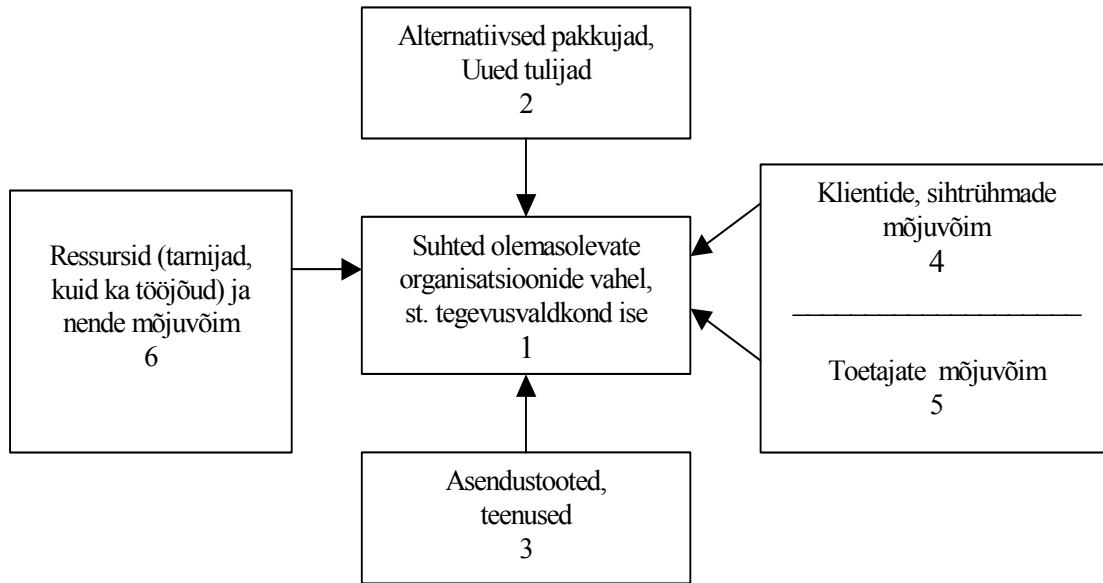 Alternatiivsed pakkujad,
Uued tulijad
2
Ressursid (tarnijad,
kuid ka tööjõud) ja
nende mõjuvõim
6
Suhted olemasolevate
organisatsioonide vahel,
st. tegevusvaldkond ise
1
Klientide, sihtrühmade
mõjuvõim
4
Toetajate mõjuvõim
5
Asendustooted,
teenused
3